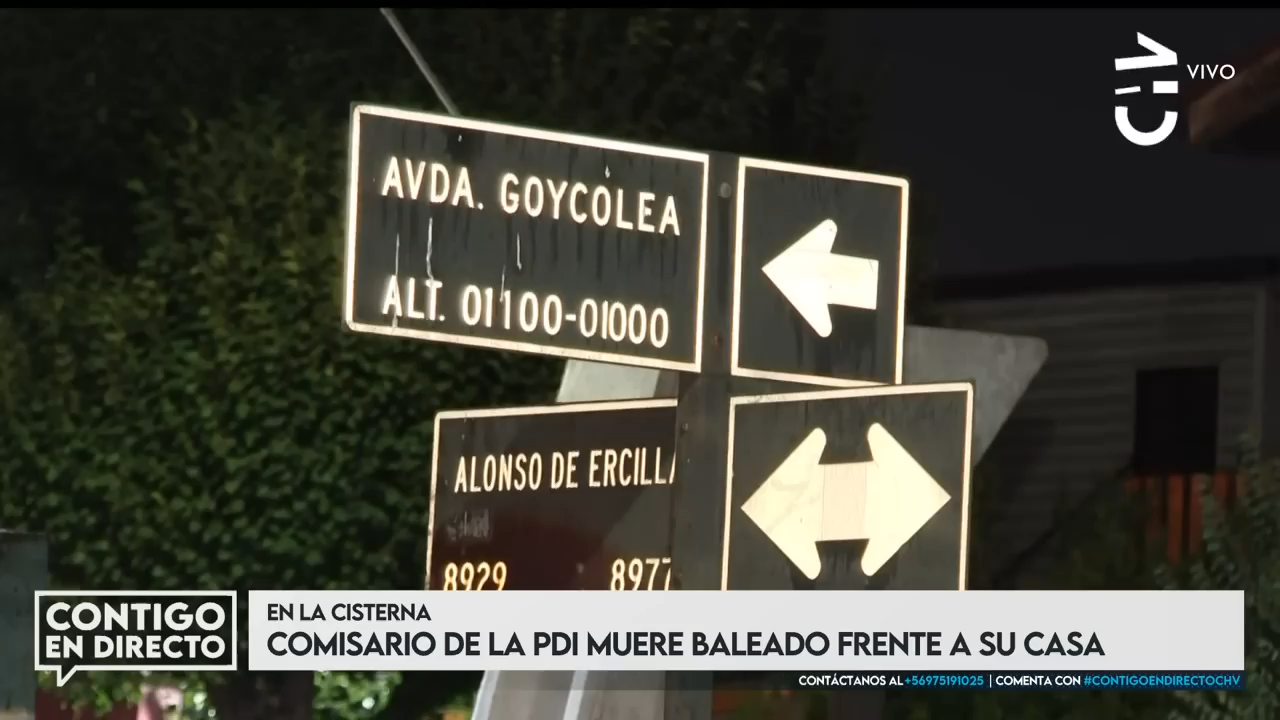 CHV
VIVO
AVDA. GOYCOLEA
ALT. 01100-01000
ALONSO DE ERCILLA
8929 8977
CONTIGO
EN DIRECTO
EN LA CISTERNA
COMISARIO DE LA PDI MUERE BALEADO FRENTE A SU CASA
CONTÁCTANOS AL +56975191025 | COMENTA CON #CONTIGOENDIRECTOCHV